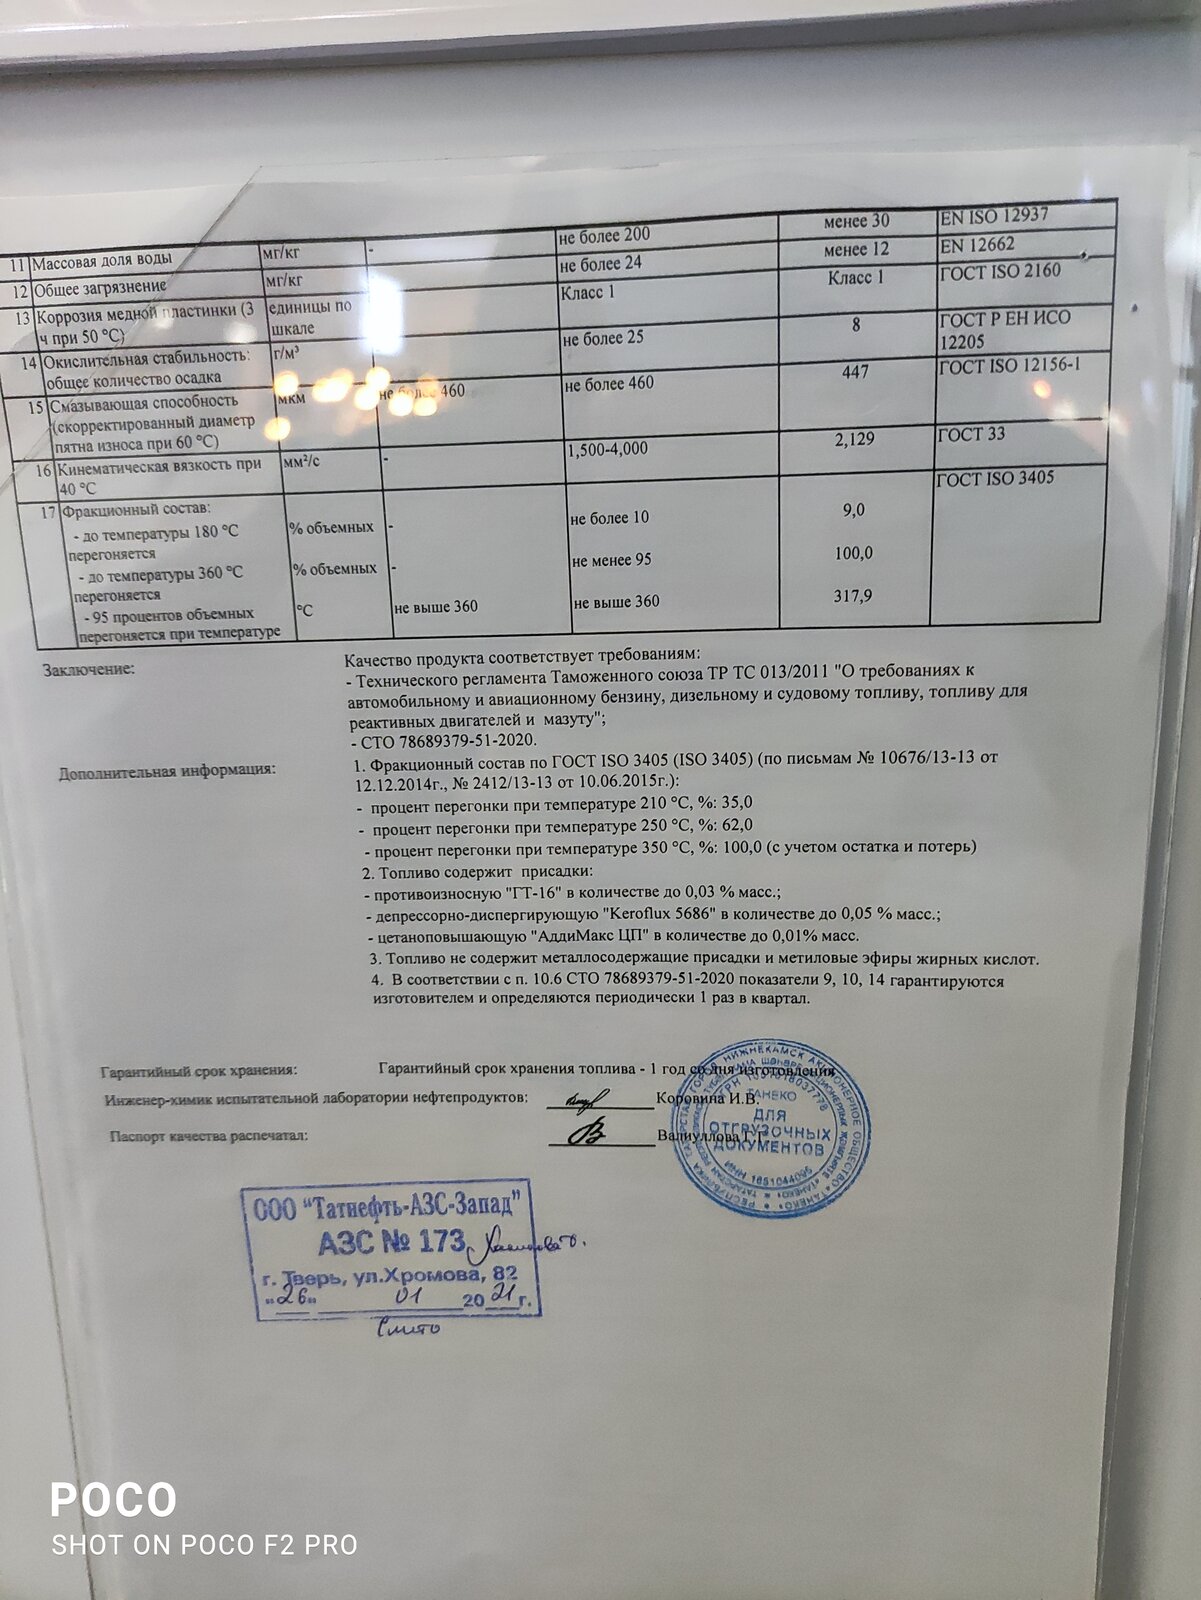 11 Массовая доля воды мг/кг - не более 200 менее 30 EN ISO 12937
12 Общее загрязнение мг/кг не более 24 менее 12 EN 12662
13 Коррозия медной пластинки (3 единицы по Класс 1 Класс 1 ГОСТ ISO 2160
ч при 50 °C) шкале
14 Окислительная стабильность: г/м³ не более 25 8 ГОСТ Р ЕН ИСО
общее количество осадка 12205
15 Смазывающая способность мкм не более 460 не более 460 447 ГОСТ ISO 12156-1
(скорректированный диаметр
пятна износа при 60 °C)
16 Кинематическая вязкость при мм²/с - 1,500-4,000 2,129 ГОСТ 33
40 °C
17 Фракционный состав: ГОСТ ISO 3405
- до температуры 180 °C % объемных - не более 10 9,0
перегоняется
- до температуры 360 °C % объемных - не менее 95 100,0
перегоняется
- 95 процентов объемных °C не выше 360 не выше 360 317,9
перегоняется при температуре
Заключение: Качество продукта соответствует требованиям:
- Технического регламента Таможенного союза ТР ТС 013/2011 "О требованиях к
автомобильному и авиационному бензину, дизельному и судовому топливу, топливу для
реактивных двигателей и мазуту";
- СТО 78689379-51-2020.
Дополнительная информация: 1. Фракционный состав по ГОСТ ISO 3405 (ISO 3405) (по письмам № 10676/13-13 от
12.12.2014г., № 2412/13-13 от 10.06.2015г.):
- процент перегонки при температуре 210 °C, %: 35,0
- процент перегонки при температуре 250 °C, %: 62,0
- процент перегонки при температуре 350 °C, %: 100,0 (с учетом остатка и потерь)
2. Топливо содержит присадки:
- противоизносную "ГТ-16" в количестве до 0,03 % масс.;
- депрессорно-диспергирующую "Keroflux 5686" в количестве до 0,05 % масс.;
- цетаноповышающую "АддиМакс ЦП" в количестве до 0,01% масс.
3. Топливо не содержит металлосодержащие присадки и метиловые эфиры жирных кислот.
4. В соответствии с п. 10.6 СТО 78689379-51-2020 показатели 9, 10, 14 гарантируются
изготовителем и определяются периодически 1 раз в квартал.
Гарантийный срок хранения: Гарантийный срок хранения топлива - 1 год со дня изготовления
Инженер-химик испытательной лаборатории нефтепродуктов: Коровина И.В.
Паспорт качества распечатал: Валиуллова Г.Г.
ТАНЕКО
ДЛЯ
ОТГРУЗОЧНЫХ
ДОКУМЕНТОВ
ИНН 1651044095
ООО "Татнефть-АЗС-Запад"
АЗС № 173
г. Тверь, ул.Хромова, 82
"26" 01 2021 г.
POCO
SHOT ON POCO F2 PRO